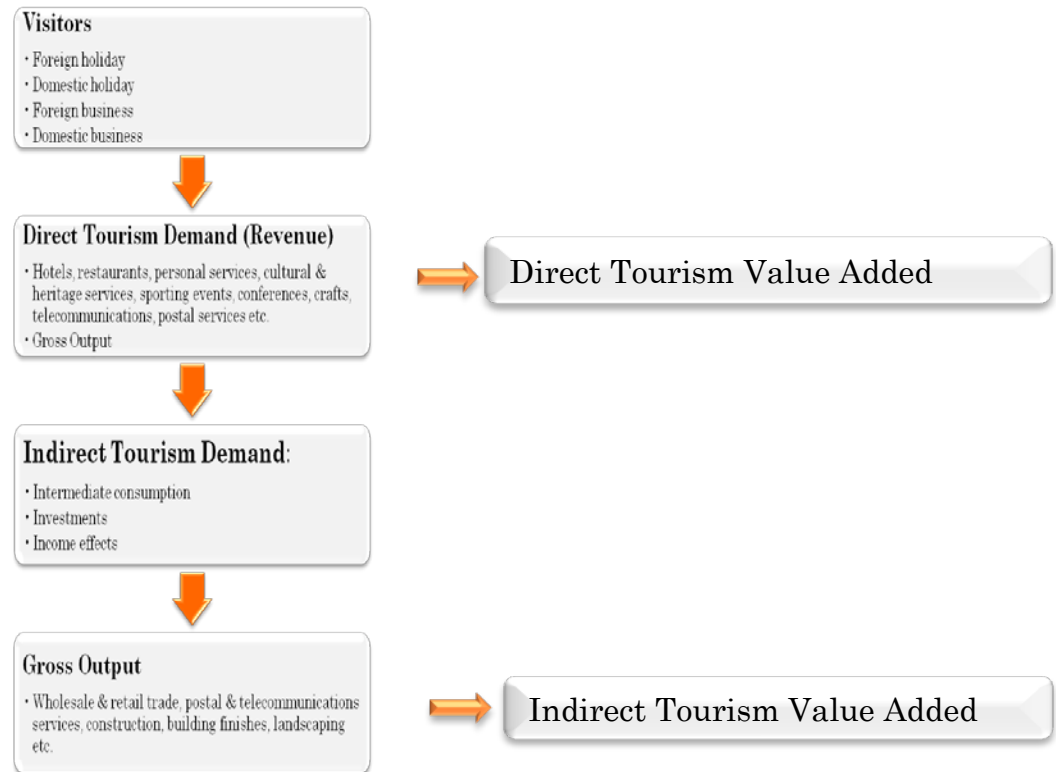 Visitors
• Foreign holiday
• Domestic holiday
• Foreign business
• Domestic business
Direct Tourism Demand (Revenue)
• Hotels, restaurants, personal services, cultural &
heritage services, sporting events, conferences, crafts,
telecommunications, postal services etc.
• Gross Output
Direct Tourism Value Added
Indirect Tourism Demand:
• Intermediate consumption
• Investments
• Income effects
Gross Output
• Wholesale & retail trade, postal & telecommunications
services, construction, building finishes, landscaping
etc.
Indirect Tourism Value Added